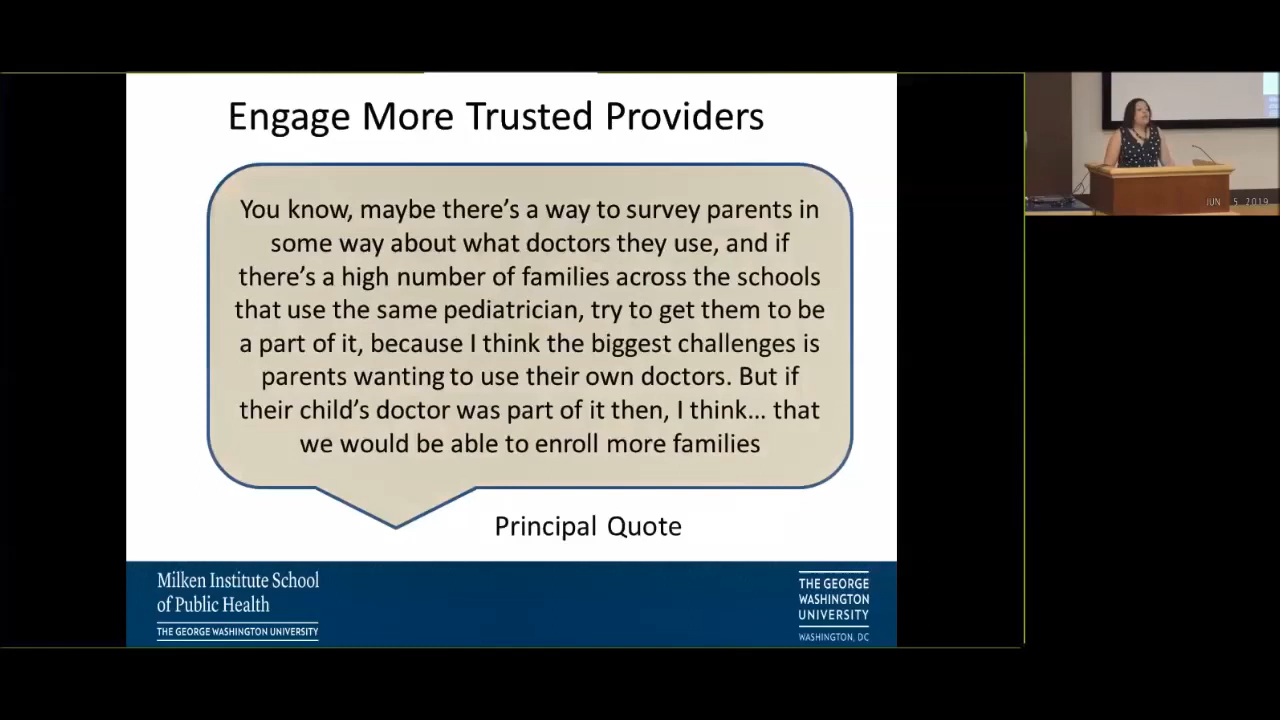 Engage More Trusted Providers
You know, maybe there's a way to survey parents in
some way about what doctors they use, and if
there's a high number of families across the schools
that use the same pediatrician, try to get them to be
a part of it, because I think the biggest challenges is
parents wanting to use their own doctors. But if
their child's doctor was part of it then, I think... that
we would be able to enroll more families
Principal Quote
Milken Institute School
of Public Health
THE GEORGE WASHINGTON UNIVERSITY
THE GEORGE
WASHINGTON
UNIVERSITY
WASHINGTON, DC
JUN 5 2019